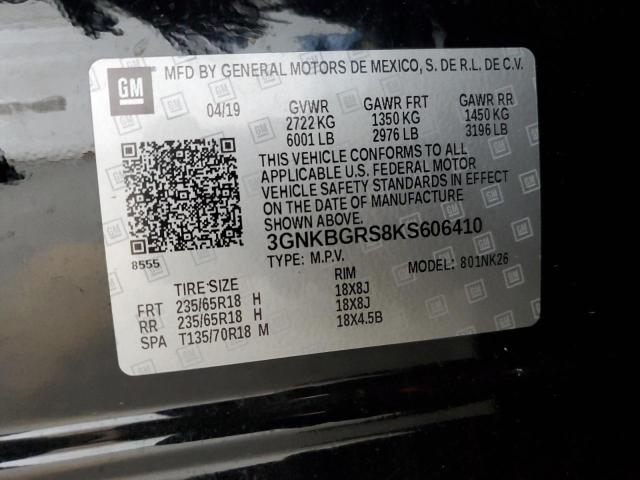 GM
MFD BY GENERAL MOTORS DE MEXICO, S. DE R.L. DE C.V.
04/19 GVWR GAWR FRT GAWR RR
2722 KG 1350 KG 1450 KG
6001 LB 2976 LB 3196 LB
THIS VEHICLE CONFORMS TO ALL
APPLICABLE U.S. FEDERAL MOTOR
VEHICLE SAFETY STANDARDS IN EFFECT
ON THE DATE OF MANUFACTURE
SHOWN ABOVE.
3GNKBGRS8KS606410
8555 TYPE: M.P.V. MODEL: 801NK26
TIRE SIZE RIM
FRT 235/65R18 H 18X8J
RR 235/65R18 H 18X8J
SPA T135/70R18 M 18X4.5B